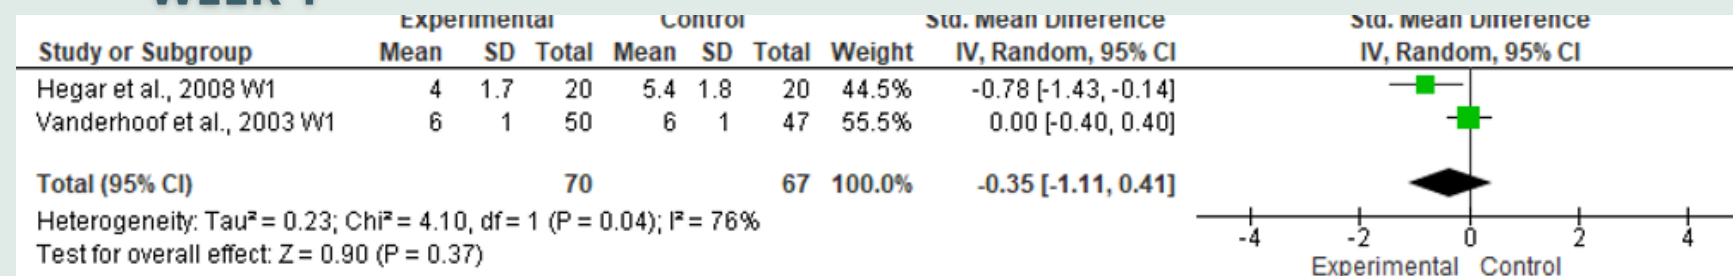 WEEK 1
Experimental Control Std. Mean Difference Std. Mean Difference
Study or Subgroup Mean SD Total Mean SD Total Weight IV, Random, 95% CI IV, Random, 95% CI
Hegar et al., 2008 W1 4 1.7 20 5.4 1.8 20 44.5% -0.78 [-1.43, -0.14]
Vanderhoof et al., 2003 W1 6 1 50 6 1 47 55.5% 0.00 [-0.40, 0.40]
Total (95% CI) 70 67 100.0% -0.35 [-1.11, 0.41]
Heterogeneity: Tau² = 0.23; Chi² = 4.10, df = 1 (P = 0.04); I² = 76%
Test for overall effect: Z = 0.90 (P = 0.37)
-4 -2 0 2 4
Experimental Control